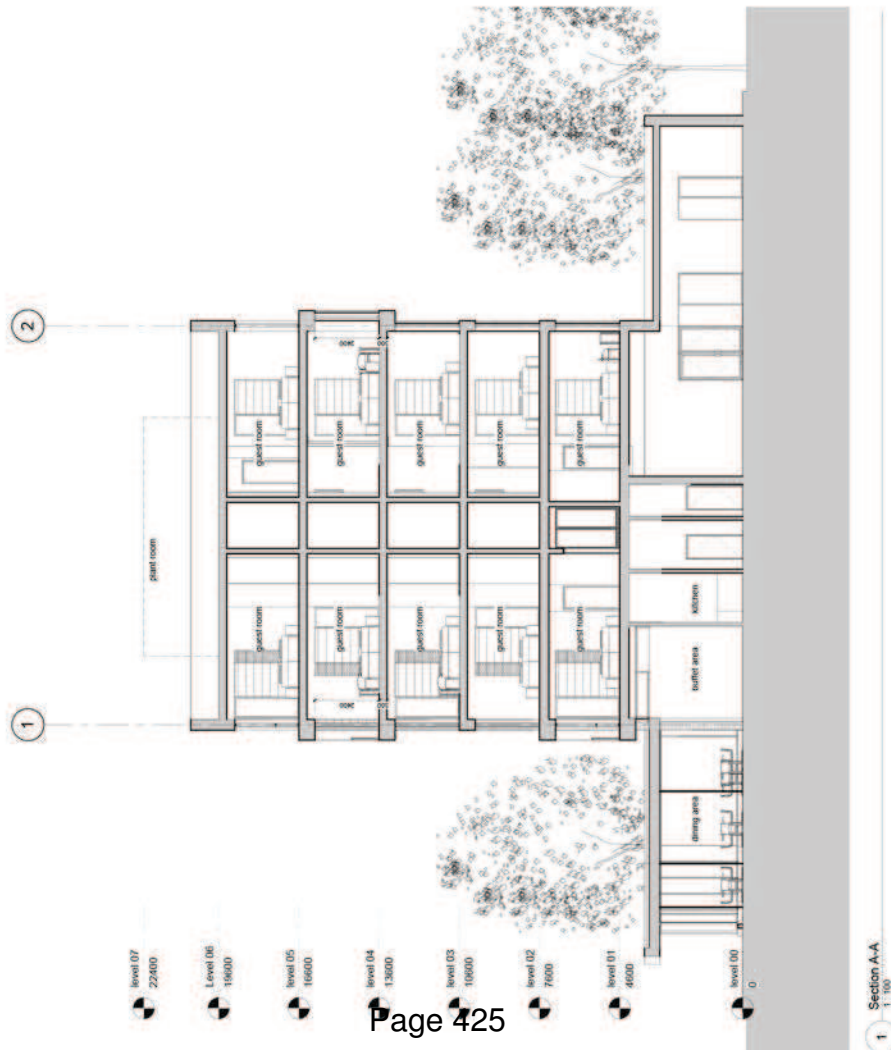 1
2
level 07
22400
plant room
Level 06
19600
guest room
guest room
level 05
16600
guest room
2400
guest room
2400
level 04
13600
guest room
guest room
level 03
10600
guest room
guest room
level 02
7600
guest room
guest room
level 01
4600
dining area
buffet area
kitchen
level 00
0
1
Section A-A
1 : 100
Page 425